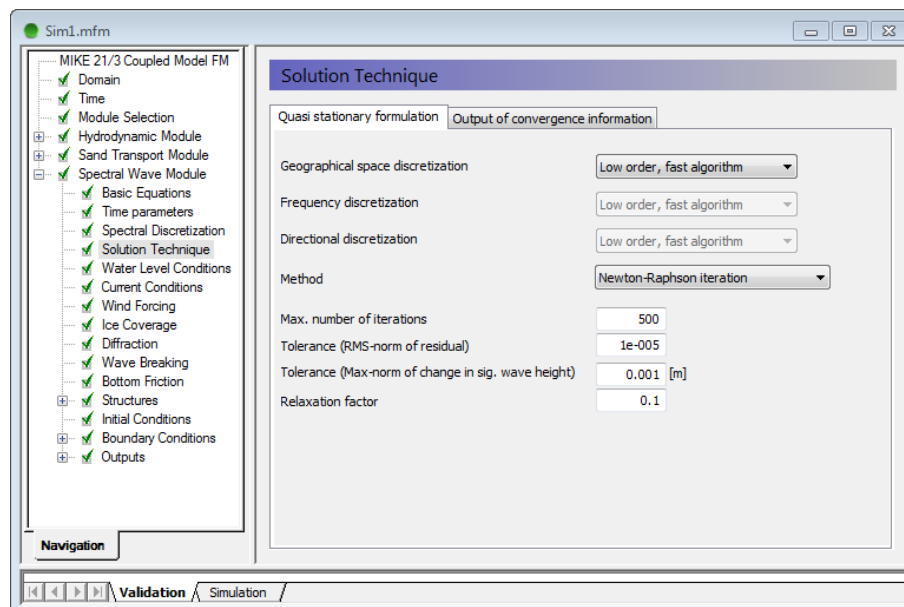 Sim1.mfm
MIKE 21/3 Coupled Model FM
Domain
Time
Module Selection
Hydrodynamic Module
Sand Transport Module
Spectral Wave Module
Basic Equations
Time parameters
Spectral Discretization
Solution Technique
Water Level Conditions
Current Conditions
Wind Forcing
Ice Coverage
Diffraction
Wave Breaking
Bottom Friction
Structures
Initial Conditions
Boundary Conditions
Outputs
Navigation
Solution Technique
Quasi stationary formulation Output of convergence information
Geographical space discretization Low order, fast algorithm
Frequency discretization Low order, fast algorithm
Directional discretization Low order, fast algorithm
Method Newton-Raphson iteration
Max. number of iterations 500
Tolerance (RMS-norm of residual) 1e-005
Tolerance (Max-norm of change in sig. wave height) 0.001 [m]
Relaxation factor 0.1
Validation Simulation